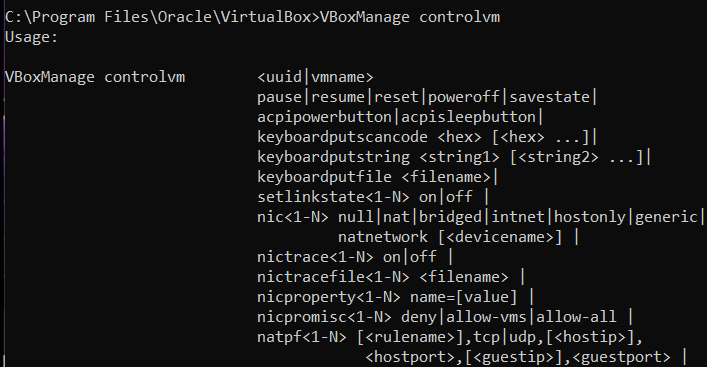 C:\Program Files\Oracle\VirtualBox>VBoxManage controlvm
Usage:
VBoxManage controlvm        <uuid|vmname>
                            pause|resume|reset|poweroff|savestate|
                            acpipowerbutton|acpisleepbutton|
                            keyboardputscancode <hex> [<hex> ...]|
                            keyboardputstring <string1> [<string2> ...]|
                            keyboardputfile <filename>|
                            setlinkstate<1-N> on|off |
                            nic<1-N> null|nat|bridged|intnet|hostonly|generic|
                                     natnetwork [<devicename>] |
                            nictrace<1-N> on|off |
                            nictracefile<1-N> <filename> |
                            nicproperty<1-N> name=[value] |
                            nicpromisc<1-N> deny|allow-vms|allow-all |
                            natpf<1-N> [<rulename>],tcp|udp,[<hostip>],
                                        <hostport>,[<guestip>],<guestport> |